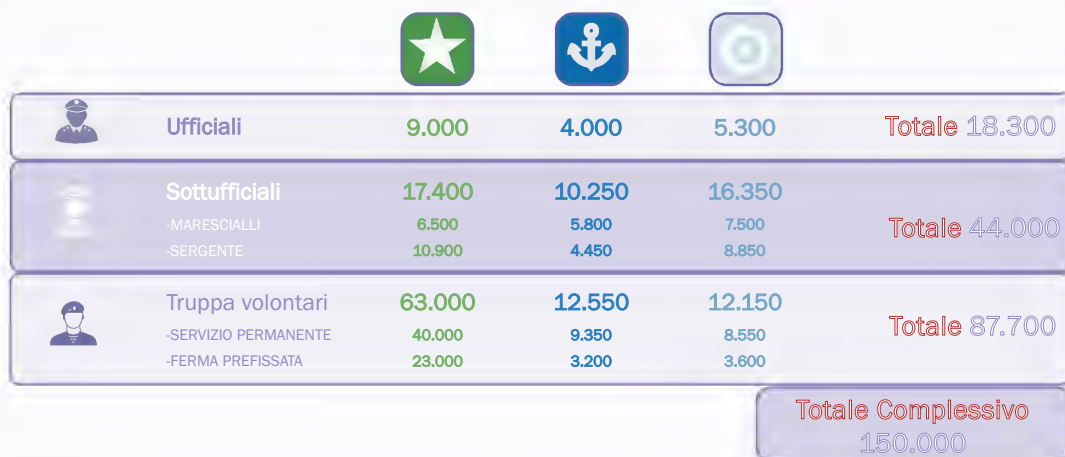 Ufficiali 9.000 4.000 5.300 Totale 18.300
Sottufficiali 17.400 10.250 16.350
-MARESCIALLI 6.500 5.800 7.500
Totale 44.000
-SERGENTE 10.900 4.450 8.850
Truppa volontari 63.000 12.550 12.150
Totale 87.700
-SERVIZIO PERMANENTE 40.000 9.350 8.550
-FERMA PREFISSATA 23.000 3.200 3.600
Totale Complessivo
150.000